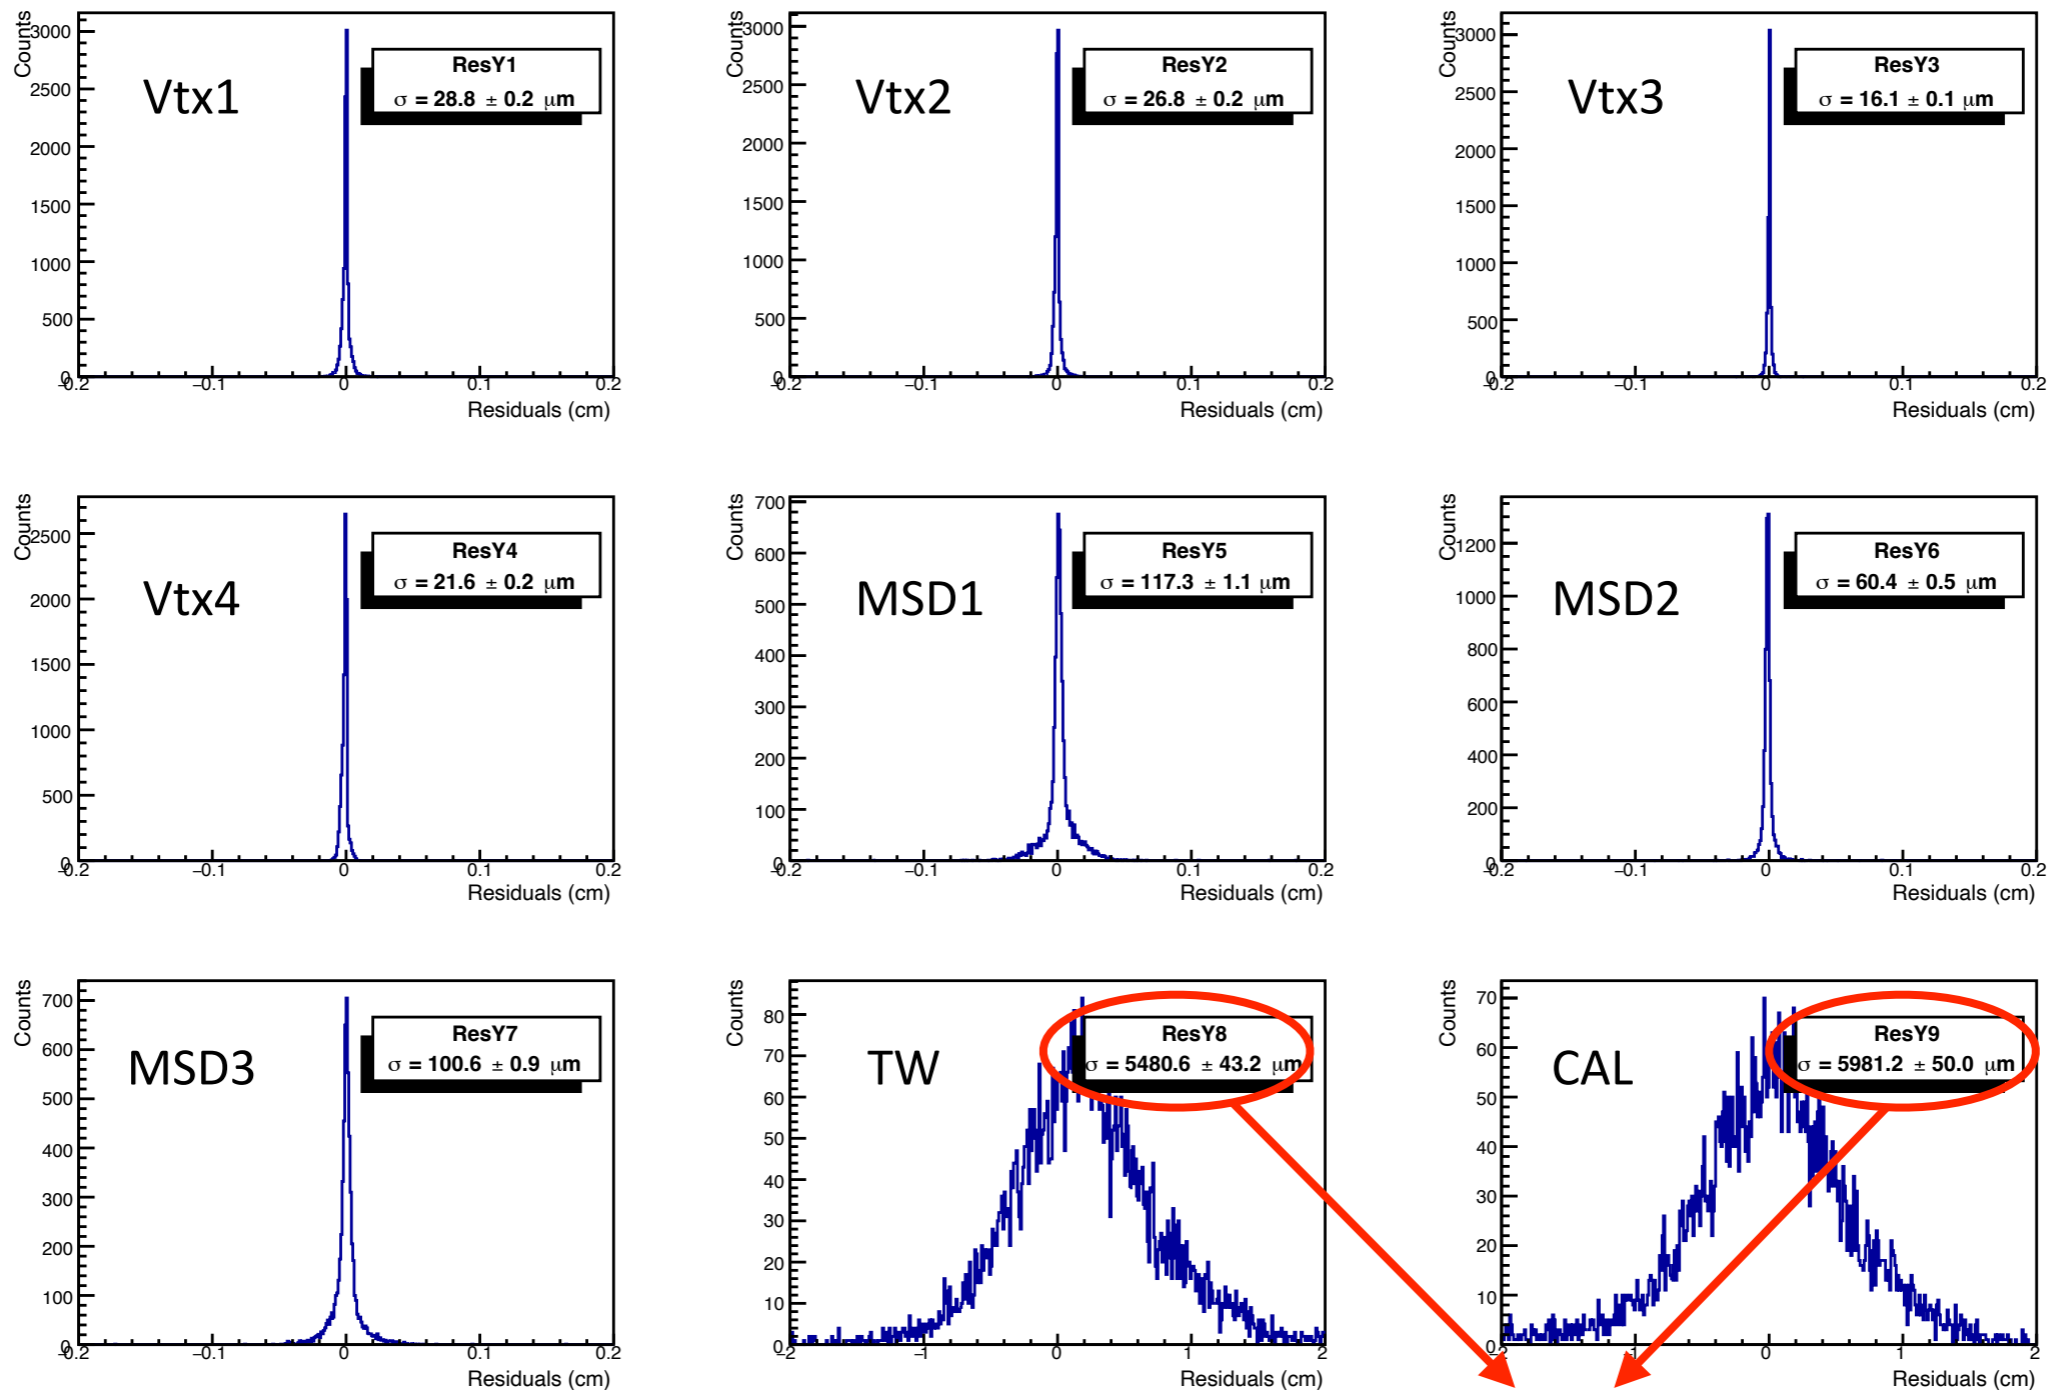 Counts
Vtx1
ResY1
σ = 28.8 ± 0.2 μm
3000
2500
2000
1500
1000
500
0
−0.2
−0.1
0
0.1
0.2
Residuals (cm)
Counts
Vtx2
ResY2
σ = 26.8 ± 0.2 μm
3000
2500
2000
1500
1000
500
0
−0.2
−0.1
0
0.1
0.2
Residuals (cm)
Counts
Vtx3
ResY3
σ = 16.1 ± 0.1 μm
3000
2500
2000
1500
1000
500
0
−0.2
−0.1
0
0.1
0.2
Residuals (cm)
Counts
Vtx4
ResY4
σ = 21.6 ± 0.2 μm
2500
2000
1500
1000
500
0
−0.2
−0.1
0
0.1
0.2
Residuals (cm)
Counts
MSD1
ResY5
σ = 117.3 ± 1.1 μm
700
600
500
400
300
200
100
0
−0.2
−0.1
0
0.1
0.2
Residuals (cm)
Counts
MSD2
ResY6
σ = 60.4 ± 0.5 μm
1200
1000
800
600
400
200
0
−0.2
−0.1
0
0.1
0.2
Residuals (cm)
Counts
MSD3
ResY7
σ = 100.6 ± 0.9 μm
700
600
500
400
300
200
100
0
−0.2
−0.1
0
0.1
0.2
Residuals (cm)
Counts
TW
ResY8
σ = 5480.6 ± 43.2 μm
80
70
60
50
40
30
20
10
0
−2
−1
0
1
2
Residuals (cm)
Counts
CAL
ResY9
σ = 5981.2 ± 50.0 μm
70
60
50
40
30
20
10
0
−2
−1
0
1
2
Residuals (cm)